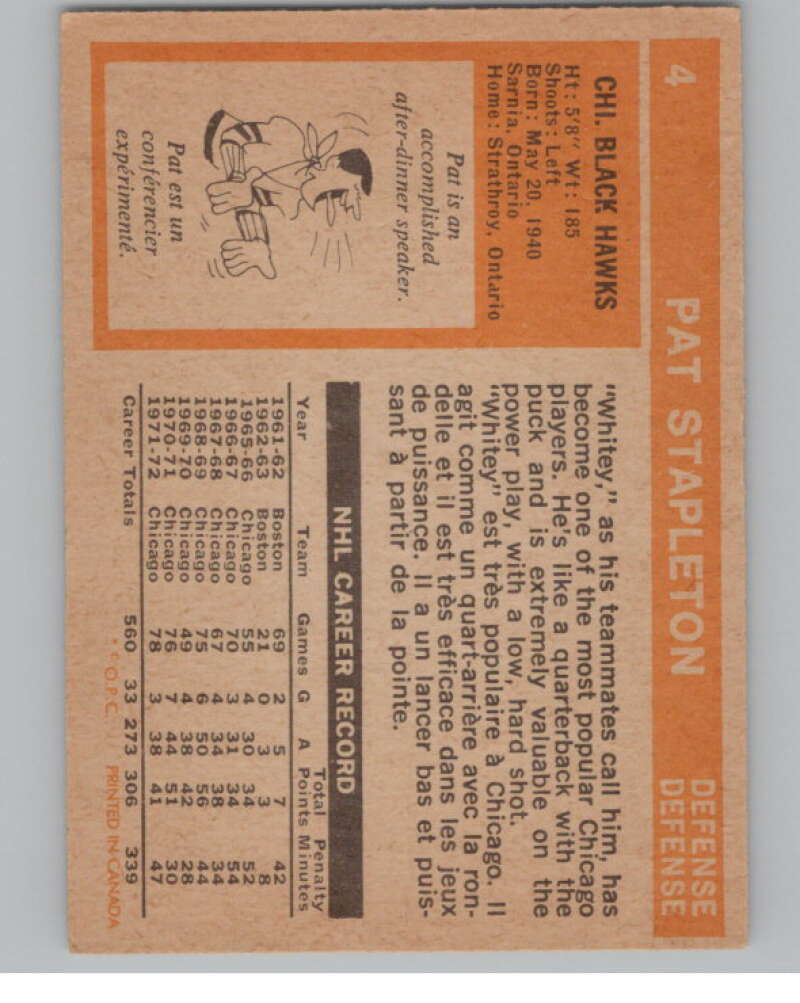 4 PAT STAPLETON DEFENSE
DEFENSE
CHI. BLACK HAWKS
Ht: 5'8" Wt: 185
Shoots: Left
Born: May 20, 1940
Sarnia, Ontario
Home: Strathroy, Ontario
Pat is an
accomplished
after-dinner speaker.
Pat est un
conférencier
expérimenté.
"Whitey," as his teammates call him, has
become one of the most popular Chicago
players. He's like a quarterback with the
puck and is extremely valuable on the
power play, with a low, hard shot.
"Whitey" est très populaire à Chicago. Il
agit comme un quart-arrière avec la ron-
delle et il est très efficace dans les jeux
de puissance. Il a un lancer bas et puis-
sant à partir de la pointe.
NHL CAREER RECORD
Total Penalty
Year Team Games G A Points Minutes
1961-62 Boston 69 2 5 7 42
1962-63 Boston 21 0 3 3 8
1965-66 Chicago 55 4 30 34 52
1966-67 Chicago 70 3 31 34 54
1967-68 Chicago 67 4 34 38 34
1968-69 Chicago 75 6 50 56 44
1969-70 Chicago 49 4 38 42 28
1970-71 Chicago 76 7 44 51 30
1971-72 Chicago 78 3 38 41 47
Career Totals 560 33 273 306 339
* © O.P.C. PRINTED IN CANADA